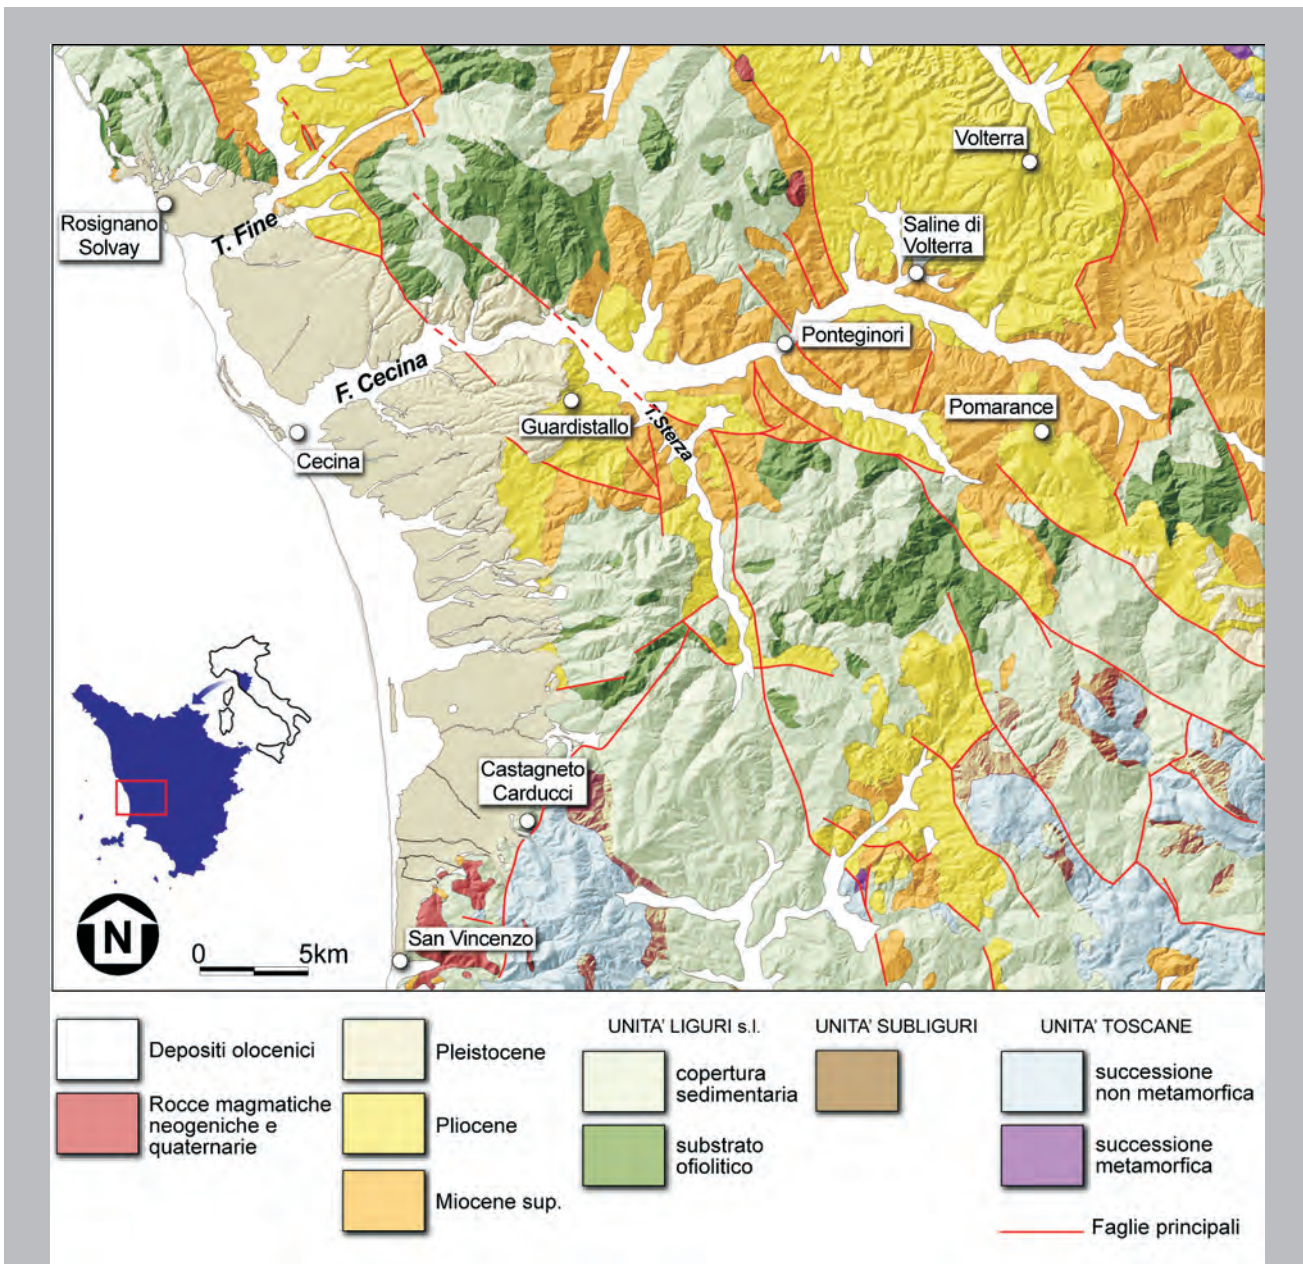 Volterra
Rosignano
Solvay
T. Fine
Saline di
Volterra
Ponteginori
F. Cecina
Guardistallo
T.Sterza
Pomarance
Cecina
Castagneto
Carducci
N
0 5km
San Vincenzo
Depositi olocenici
Rocce magmatiche
neogeniche e
quaternarie
Pleistocene
Pliocene
Miocene sup.
UNITA' LIGURI s.l.
copertura
sedimentaria
substrato
ofiolitico
UNITA' SUBLIGURI
UNITA' TOSCANE
successione
non metamorfica
successione
metamorfica
Faglie principali